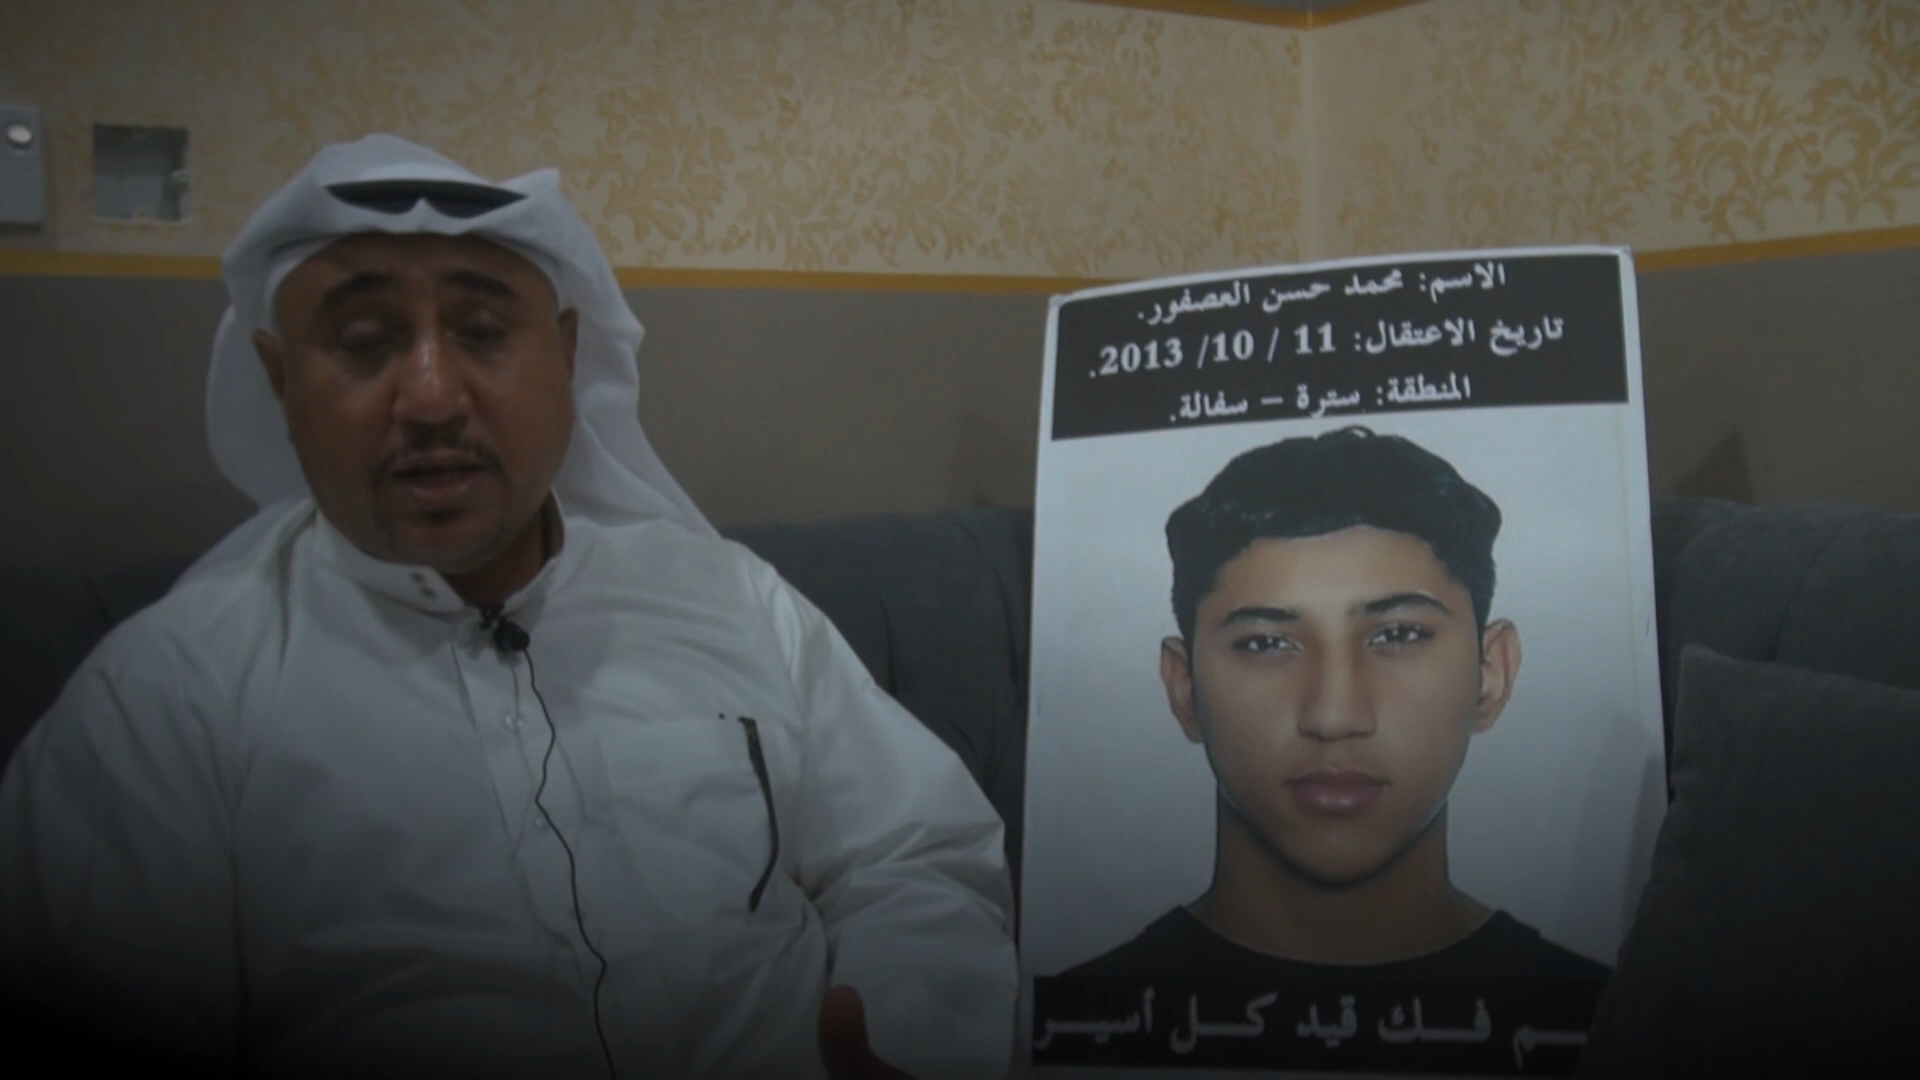 الاسم: محمد حسن العصفور.
تاريخ الاعتقال: 11 / 10/ 2013.
المنطقة: سترة – سفالة.
فك قيد كل أسير